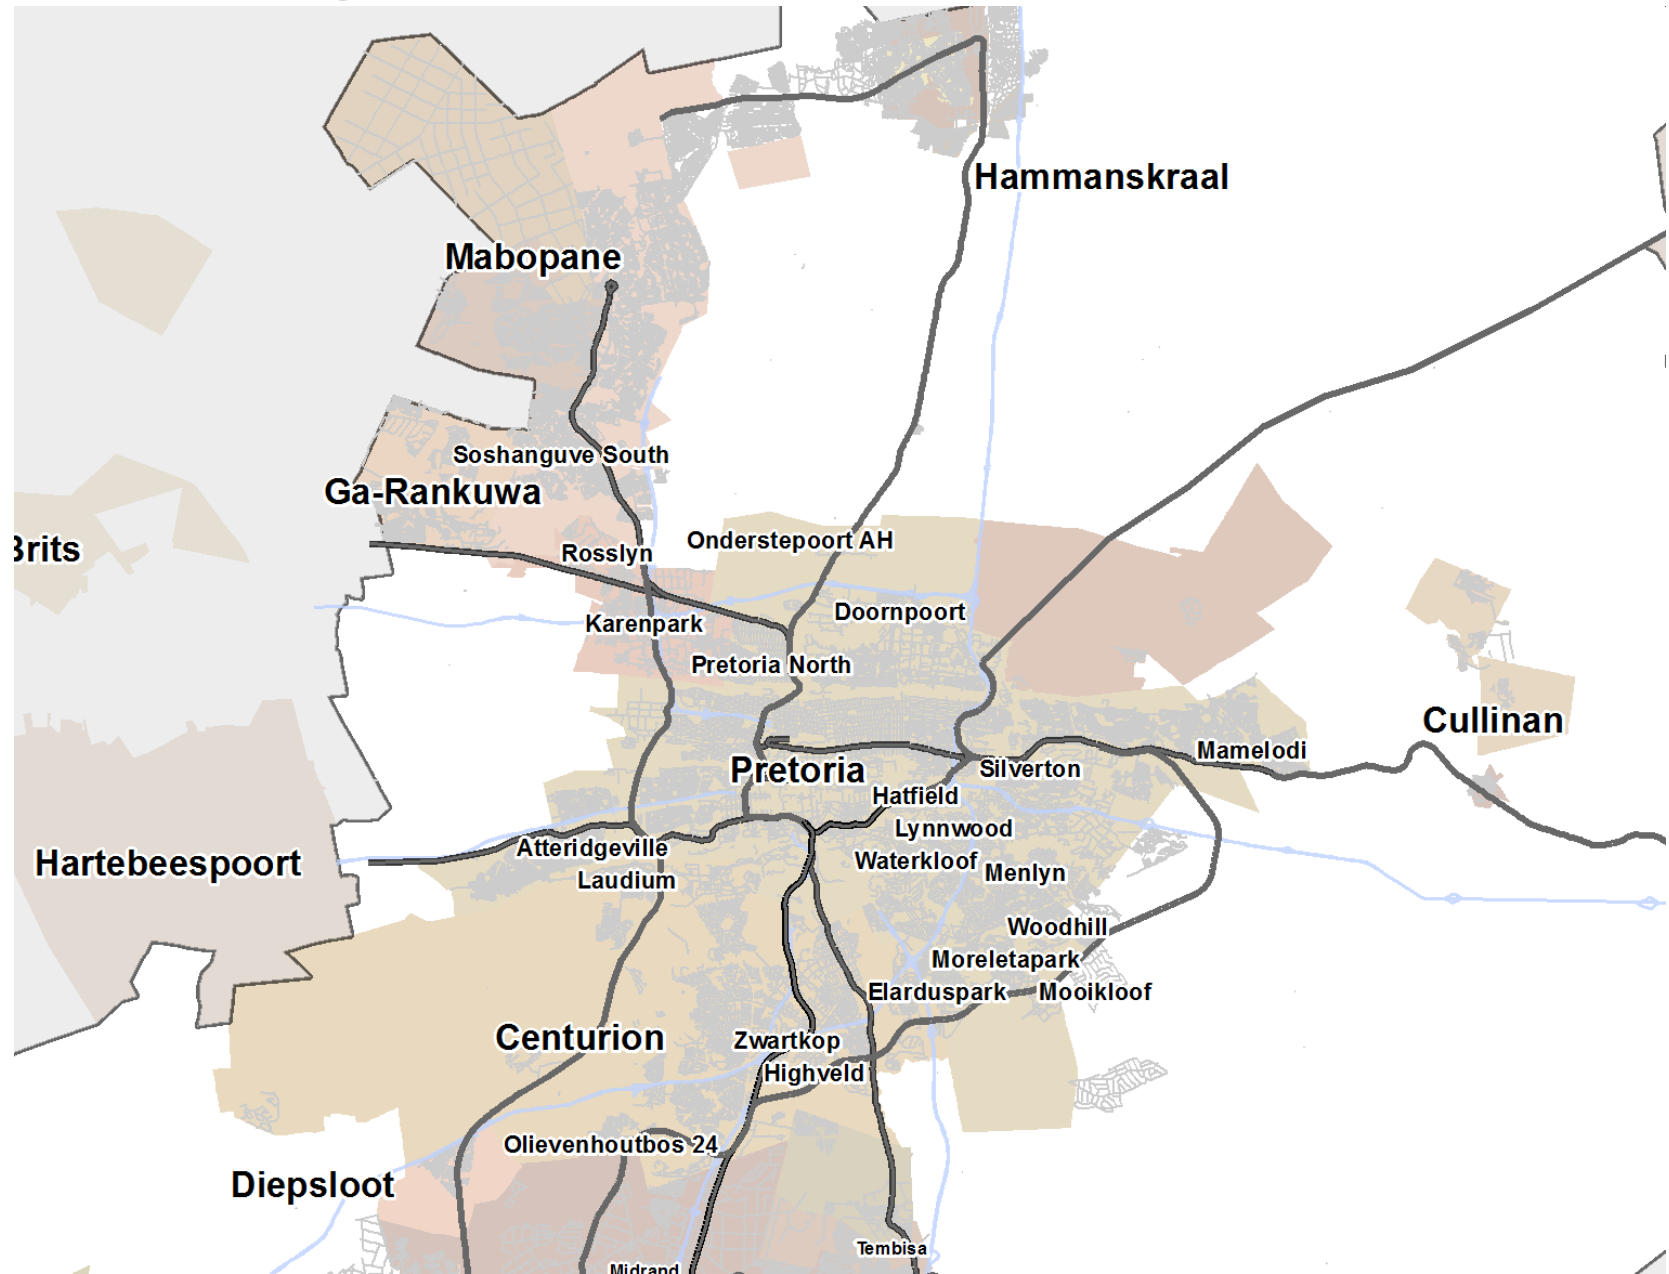 Hammanskraal
Mabopane
Soshanguve South
Ga-Rankuwa
Brits
Rosslyn
Onderstepoort AH
Doornpoort
Karenpark
Pretoria North
Cullinan
Mamelodi
Silverton
Pretoria
Hatfield
Lynnwood
Atteridgeville
Waterkloof
Hartebeespoort
Menlyn
Laudium
Woodhill
Moreletapark
Elarduspark
Mooikloof
Centurion
Zwartkop
Highveld
Olievenhoutbos 24
Diepsloot
Tembisa
Midrand